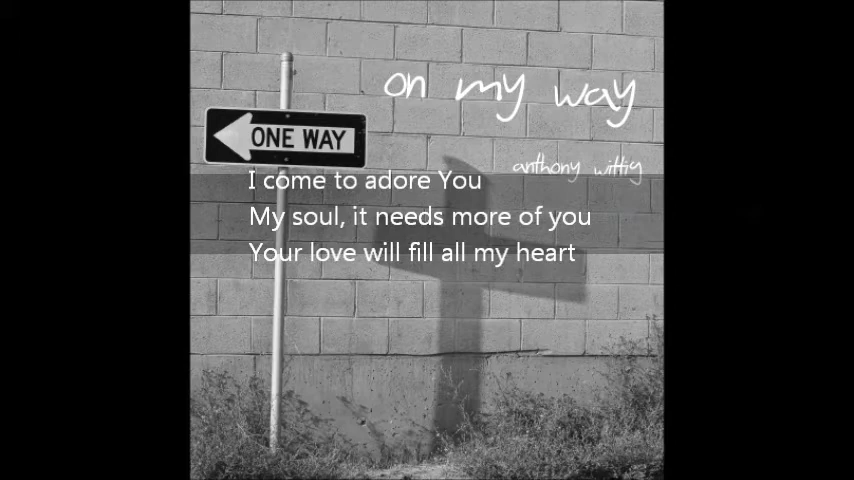 on my way
ONE WAY
anthony wittig
I come to adore You
My soul, it needs more of you
Your love will fill all my heart